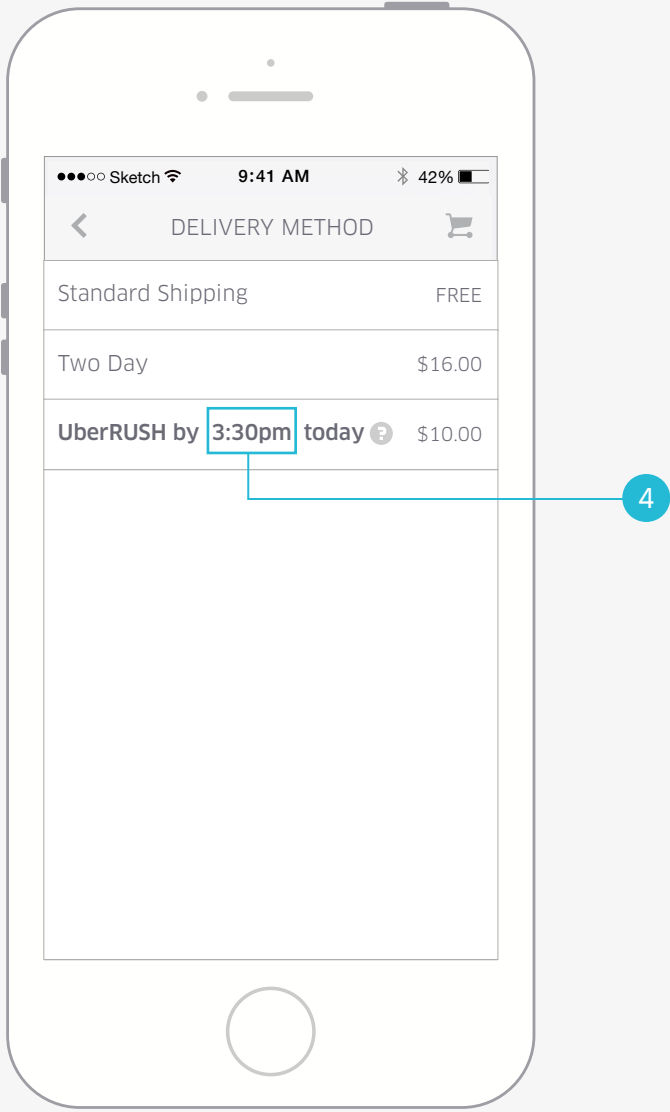 Sketch 9:41 AM 42%
DELIVERY METHOD
Standard Shipping FREE
Two Day $16.00
UberRUSH by 3:30pm today ? $10.00
4